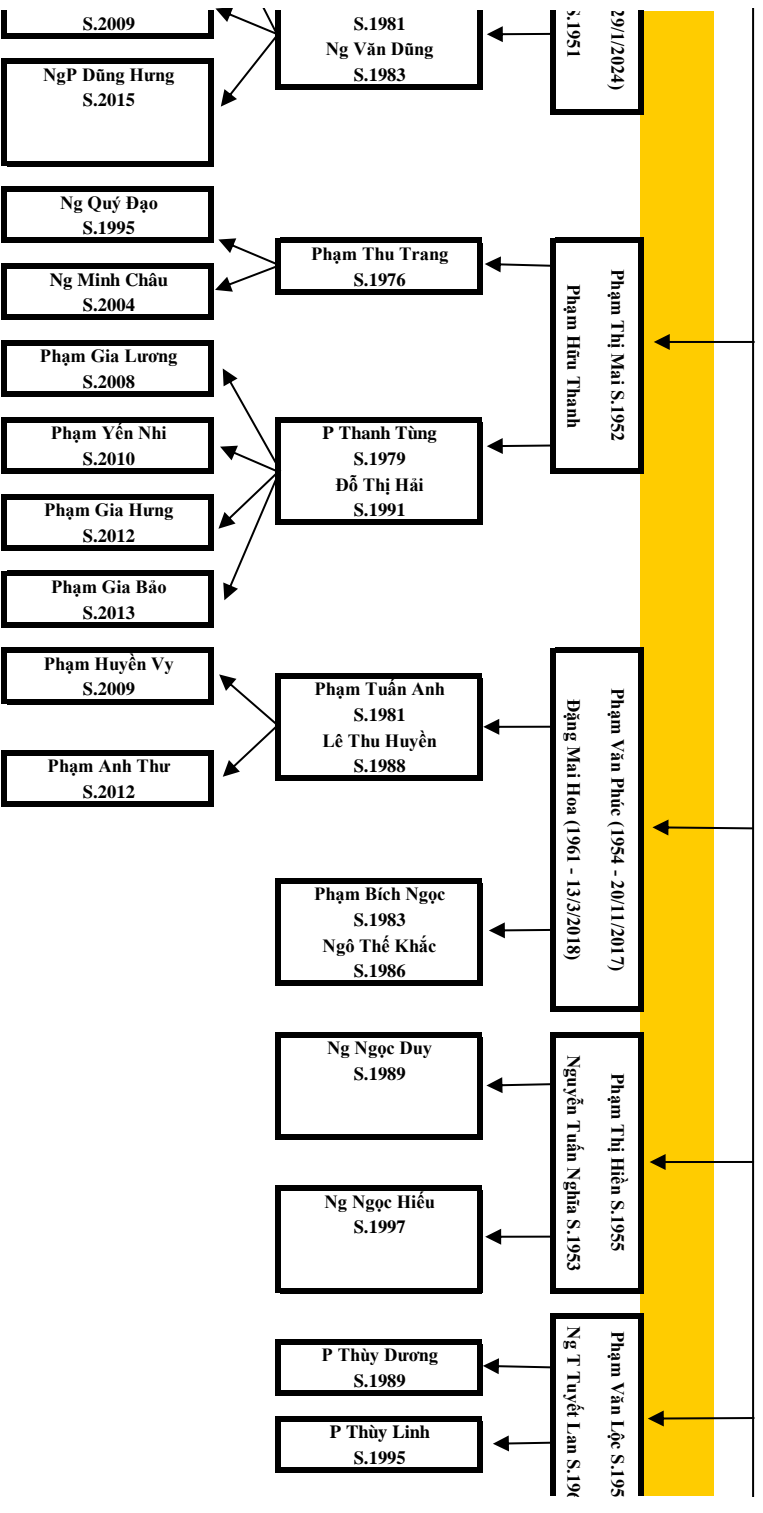 S.2009
NgP Dũng Hưng
S.2015
Ng Quý Đạo
S.1995
Ng Minh Châu
S.2004
Phạm Gia Lương
S.2008
Phạm Yến Nhi
S.2010
Phạm Gia Hưng
S.2012
Phạm Gia Bảo
S.2013
Phạm Huyền Vy
S.2009
Phạm Anh Thư
S.2012
S.1981
Ng Văn Dũng
S.1983
Phạm Thu Trang
S.1976
P Thanh Tùng
S.1979
Đỗ Thị Hải
S.1991
Phạm Tuấn Anh
S.1981
Lê Thu Huyền
S.1988
Phạm Bích Ngọc
S.1983
Ngô Thế Khắc
S.1986
Ng Ngọc Duy
S.1989
Ng Ngọc Hiếu
S.1997
P Thùy Dương
S.1989
P Thùy Linh
S.1995
29/1/2024)
S.1951
Phạm Thị Mai S.1952
Phạm Hữu Thanh
Phạm Văn Phúc (1954 - 20/11/2017)
Đặng Mai Hoa (1961 - 13/3/2018)
Phạm Thị Hiền S.1955
Nguyễn Tuấn Nghĩa S.1953
Phạm Văn Lộc
Ng T Tuyết Lan